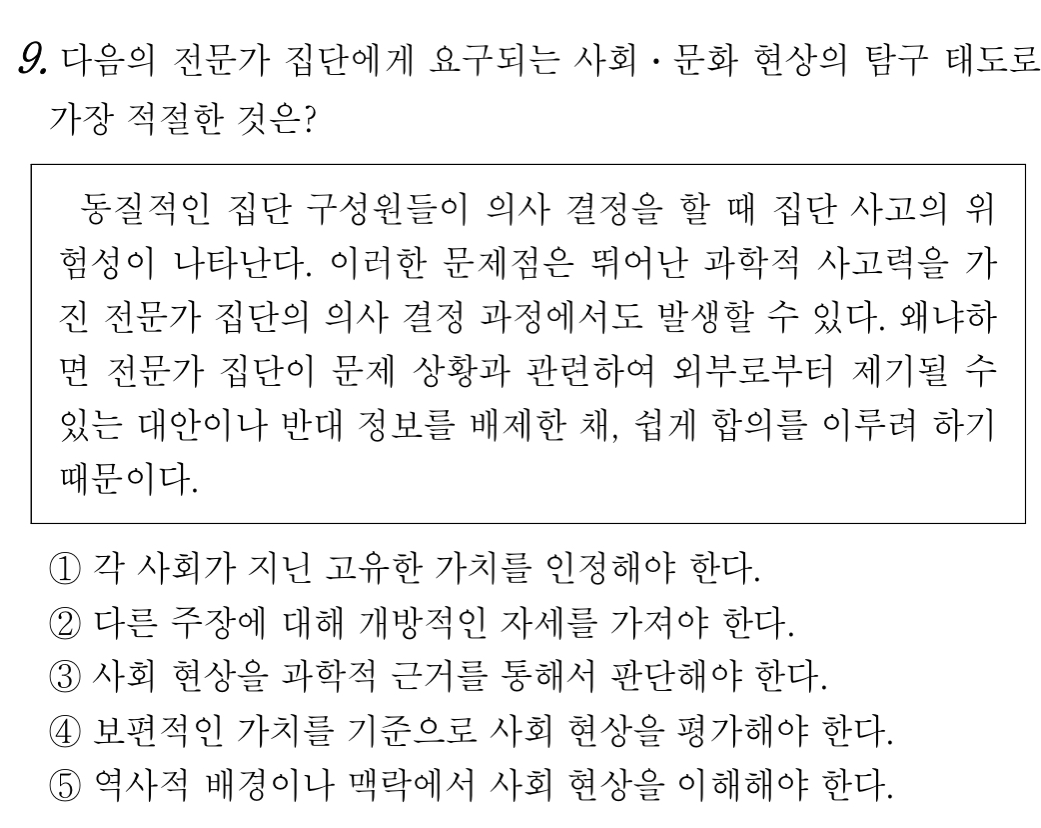 9. 다음의 전문가 집단에게 요구되는 사회·문화 현상의 탐구 태도로
가장 적절한 것은?
동질적인 집단 구성원들이 의사 결정을 할 때 집단 사고의 위
험성이 나타난다. 이러한 문제점은 뛰어난 과학적 사고력을 가
진 전문가 집단의 의사 결정 과정에서도 발생할 수 있다. 왜냐하
면 전문가 집단이 문제 상황과 관련하여 외부로부터 제기될 수
있는 대안이나 반대 정보를 배제한 채, 쉽게 합의를 이루려 하기
때문이다.
① 각 사회가 지닌 고유한 가치를 인정해야 한다.
② 다른 주장에 대해 개방적인 자세를 가져야 한다.
③ 사회 현상을 과학적 근거를 통해서 판단해야 한다.
④ 보편적인 가치를 기준으로 사회 현상을 평가해야 한다.
⑤ 역사적 배경이나 맥락에서 사회 현상을 이해해야 한다.